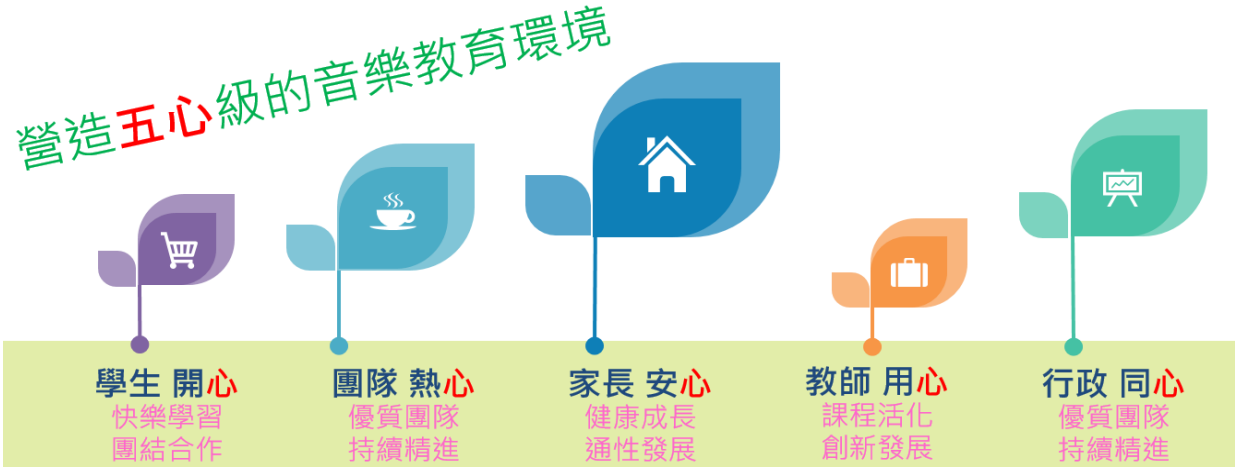 營造五心級的音樂教育環境
學生 開心
快樂學習
團結合作
團隊 熱心
優質團隊
持續精進
家長 安心
健康成長
通性發展
教師 用心
課程活化
創新發展
行政 同心
優質團隊
持續精進